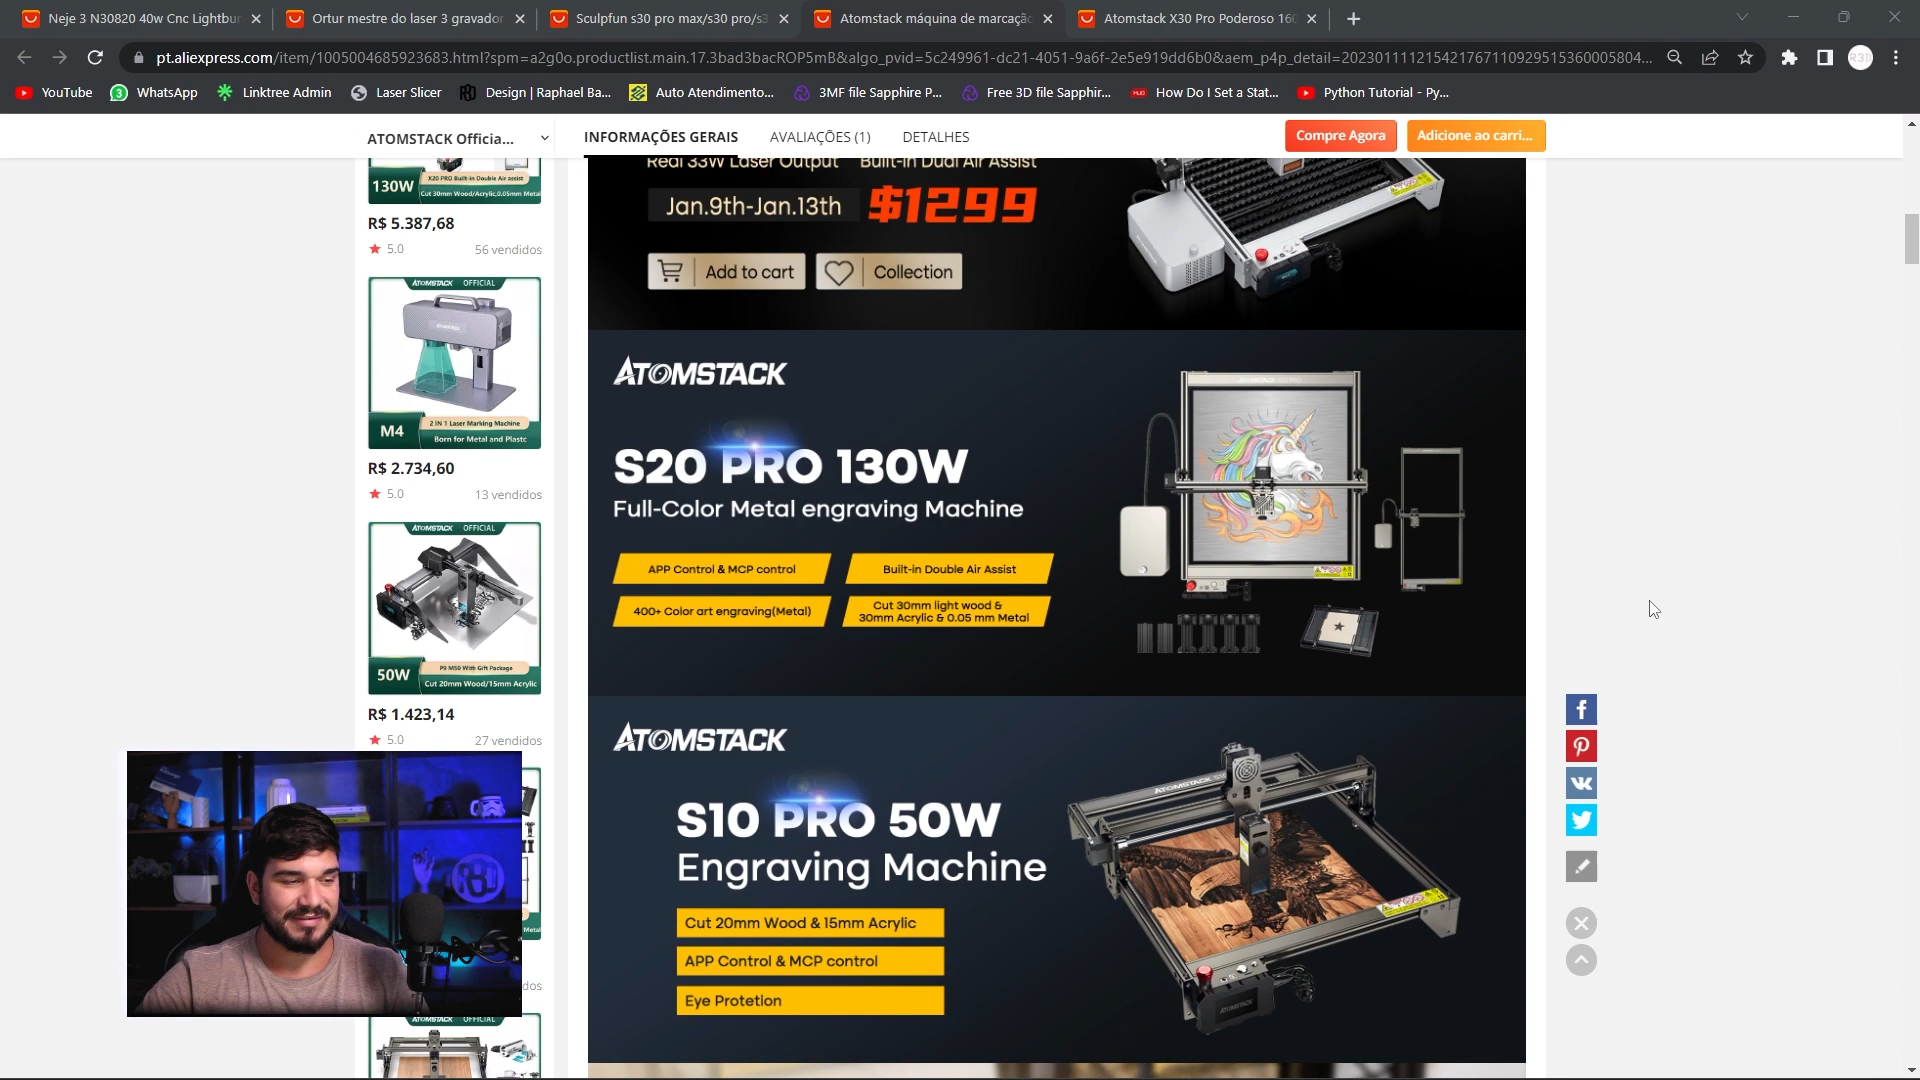 Neje 3 N30820 40w Cnc Lightbur
Ortur mestre do laser 3 gravador
Sculpfun s30 pro max/s30 pro/s3
Atomstack máquina de marcação
Atomstack X30 Pro Poderoso 160
pt.aliexpress.com/item/1005004685923683.html?spm=a2g0o.productlist.main.17.3bad3bacROP5mB&algo_pvid=5c249961-dc21-4051-9a6f-2e5e919dd6b0&aem_p4p_detail=202301111215421767110929515360005804...
YouTube
WhatsApp
Linktree Admin
Laser Slicer
Design | Raphael Ba...
Auto Atendimento...
3MF file Sapphire P...
Free 3D file Sapphir...
How Do I Set a Stat...
Python Tutorial - Py...
ATOMSTACK Officia...
INFORMAÇÕES GERAIS
AVALIAÇÕES (1)
DETALHES
Compre Agora
Adicione ao carri...
130W
X20 PRO Built-in Double Air assist
Cut 30mm Wood/Acrylic,0.05mm Metal
R$ 5.387,68
5.0
56 vendidos
ATOMSTACK OFFICIAL
M4
2 IN 1 Laser Marking Machine
Born for Metal and Plastc
R$ 2.734,60
5.0
13 vendidos
ATOMSTACK OFFICIAL
50W
P9 M50 With Gift Package
Cut 20mm Wood/15mm Acrylic
R$ 1.423,14
5.0
27 vendidos
Metal
dos
ATOMSTACK OFFICIAL
Real 33W Laser Output
Built-in Dual Air Assist
Jan.9th-Jan.13th
$1299
Add to cart
Collection
ATOMSTACK
S20 PRO 130W
Full-Color Metal engraving Machine
APP Control & MCP control
Built-in Double Air Assist
400+ Color art engraving(Metal)
Cut 30mm light wood &
30mm Acrylic & 0.05 mm Metal
ATOMSTACK
S10 PRO 50W
Engraving Machine
Cut 20mm Wood & 15mm Acrylic
APP Control & MCP control
Eye Protetion
ATOMSTACK